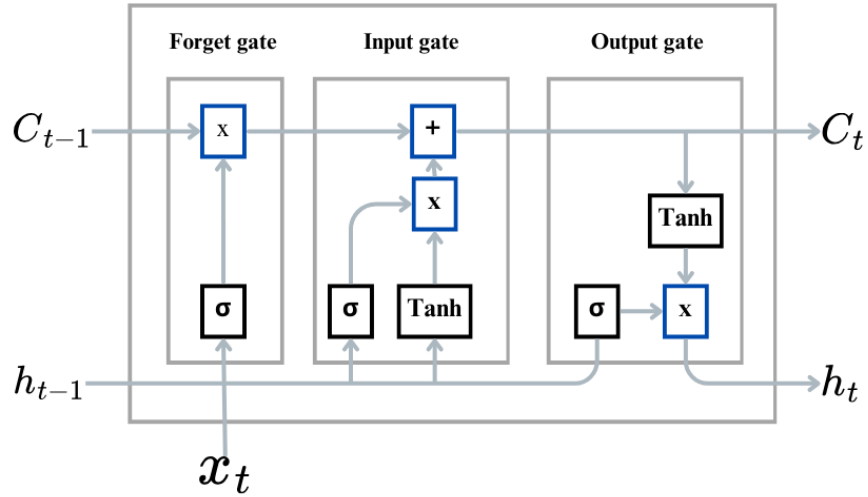 Forget gate Input gate Output gate
C_{t-1} x + C_t
x
Tanh
σ σ Tanh σ x
h_{t-1} h_t
x_t